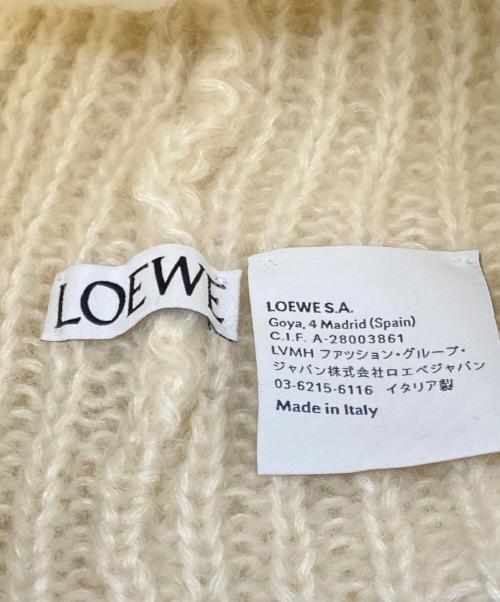 LOEWE
LOEWE S.A.
Goya, 4 Madrid (Spain)
C.I.F. A-28003861
LVMH ファッション・グループ・
ジャパン株式会社ロエベジャパン
03-6215-6116 イタリア製
Made in Italy